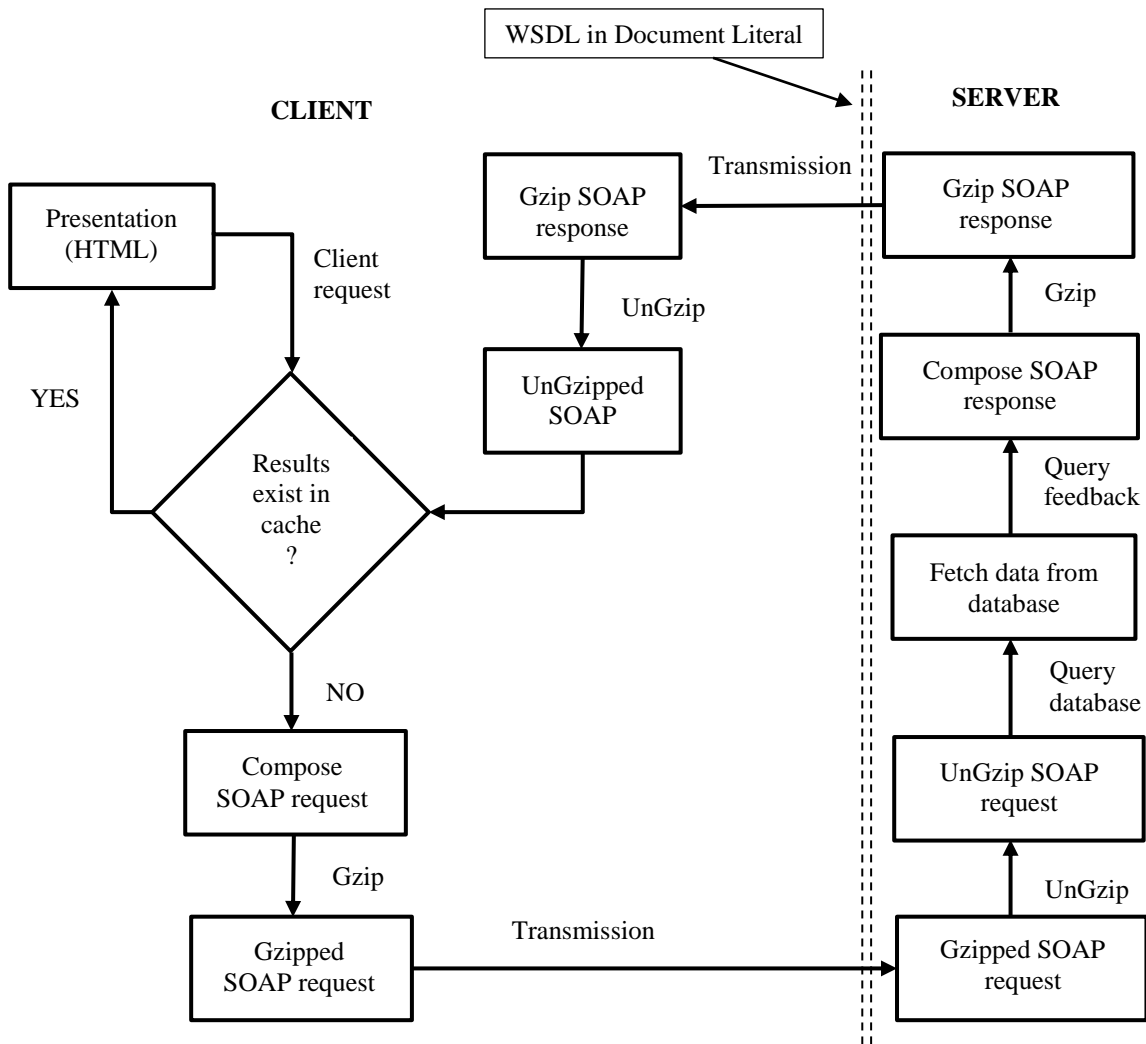 WSDL in Document Literal
CLIENT
SERVER
Transmission
Gzip SOAP
response
Gzip SOAP
response
Presentation
(HTML)
Client
request
UnGzip
Gzip
UnGzipped
SOAP
Compose SOAP
response
YES
Results
exist in
cache
?
Query
feedback
Fetch data from
database
NO
Query
database
Compose
SOAP request
UnGzip SOAP
request
Gzip
UnGzip
Gzipped
SOAP request
Transmission
Gzipped SOAP
request